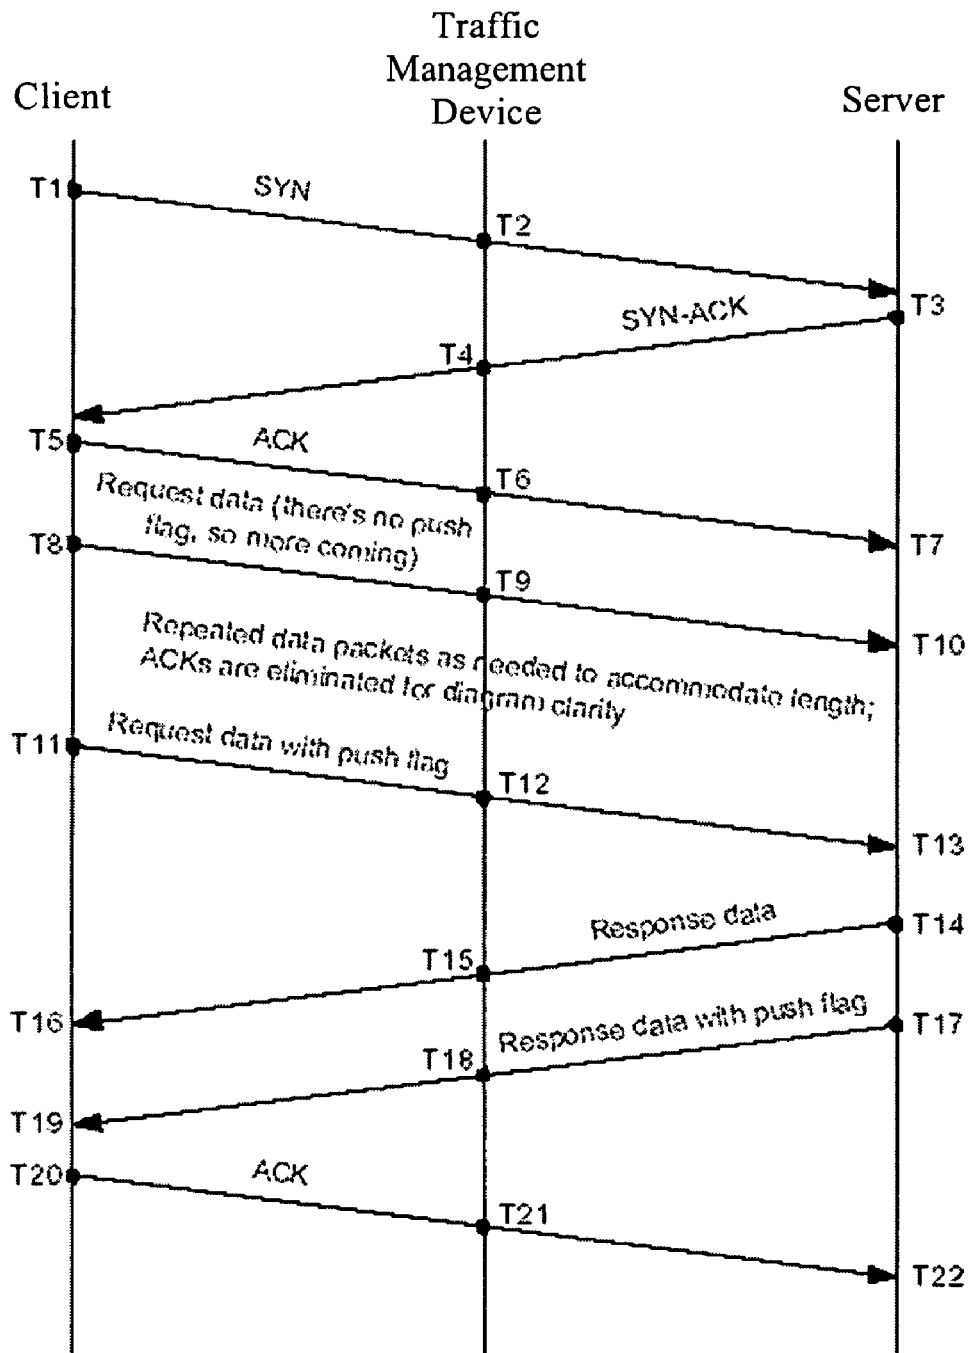 Traffic
Management
Device
Client
Server
T1
SYN
T2
T3
SYN-ACK
T4
T5
ACK
T6
Request data (there's no push
flag, so more coming)
T7
T8
T9
T10
Repeated data packets as needed to accommodate length;
ACKs are eliminated for diagram clarity
T11
Request data with push flag
T12
T13
T14
Response data
T15
T16
T17
Response data with push flag
T18
T19
T20
ACK
T21
T22